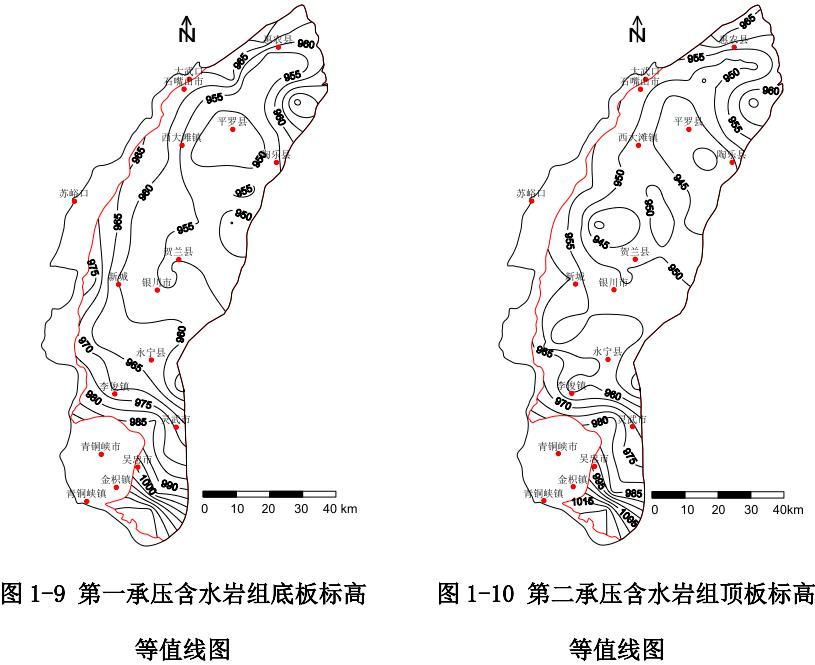 N
965
惠农县
960
965
大武口
石嘴山市
955
955
960
平罗县
西大滩镇
965
950
陶乐县
960
955
苏峪口
965
950
955
贺兰县
975
新城
银川市
960
970
永宁县
965
李俊镇
980
975
985
灵武市
青铜峡市
吴忠市
金积镇
1000
990
青铜峡镇
0 10 20 30 40km
图 1-9 第一承压含水岩组底板标高
等值线图
N
965
惠农县
955
大武口
石嘴山市
950
960
955
平罗县
西大滩镇
陶乐县
950
945
苏峪口
950
955
945
贺兰县
950
新城
银川市
965
永宁县
李俊镇
960
970
980
灵武市
青铜峡市
975
吴忠市
995
金积镇
985
青铜峡镇
1015
1005
0 10 20 30 40km
图 1-10 第二承压含水岩组顶板标高
等值线图